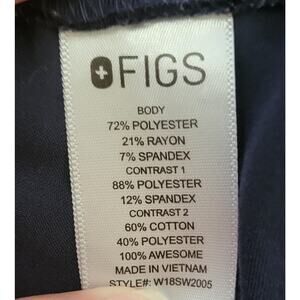 FIGS
BODY
72% POLYESTER
21% RAYON
7% SPANDEX
CONTRAST 1
88% POLYESTER
12% SPANDEX
CONTRAST 2
60% COTTON
40% POLYESTER
100% AWESOME
MADE IN VIETNAM
STYLE#: W18SW2005